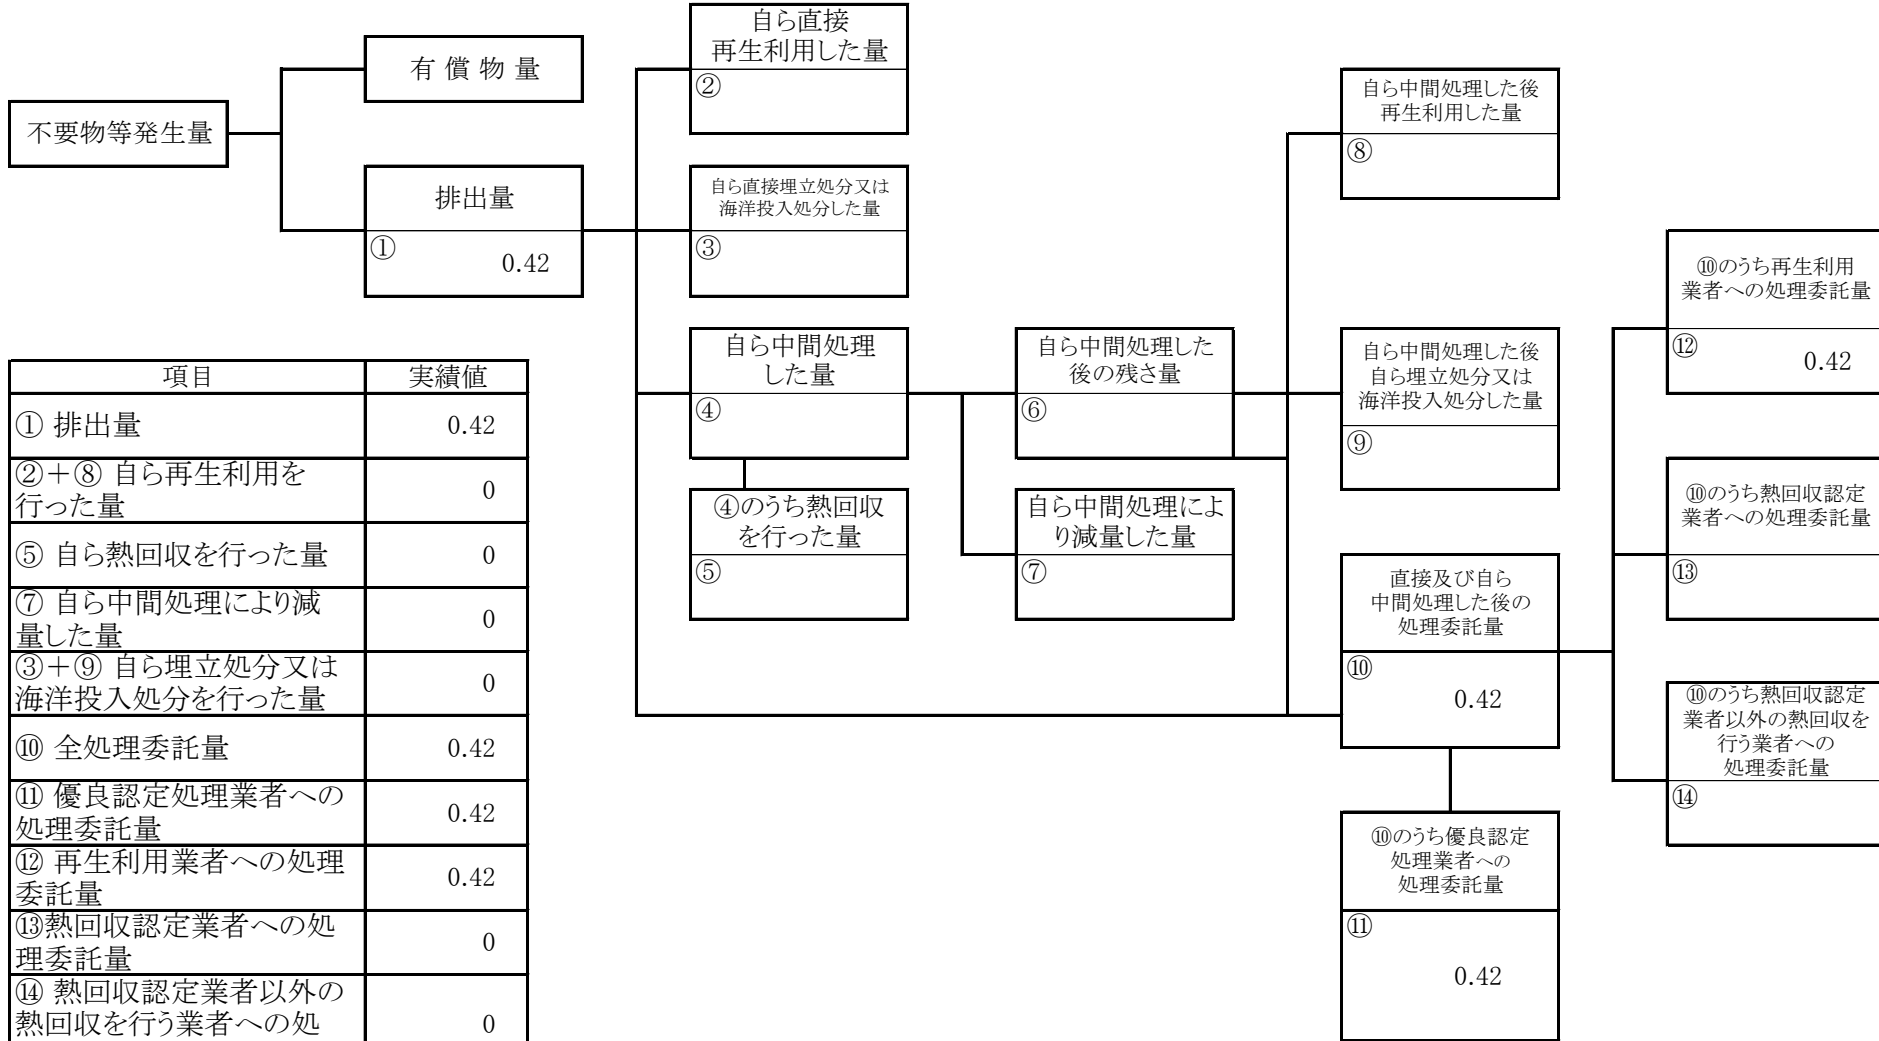 不要物等発生量
有 償 物 量
排出量
①
0.42
自ら直接
再生利用した量
②
自ら直接埋立処分又は
海洋投入処分した量
③
自ら中間処理
した量
④
④のうち熱回収
を行った量
⑤
自ら中間処理した
後の残さ量
⑥
自ら中間処理によ
り減量した量
⑦
自ら中間処理した後
再生利用した量
⑧
自ら中間処理した後
自ら埋立処分又は
海洋投入処分した量
⑨
直接及び自ら
中間処理した後の
処理委託量
⑩
0.42
⑩のうち優良認定
処理業者への
処理委託量
⑪
0.42
⑩のうち再生利用
業者への処理委託量
⑫
0.42
⑩のうち熱回収認定
業者への処理委託量
⑬
⑩のうち熱回収認定
業者以外の熱回収を
行う業者への
処理委託量
⑭
項目 実績値
① 排出量 0.42
②＋⑧ 自ら再生利用を
行った量 0
⑤ 自ら熱回収を行った量 0
⑦ 自ら中間処理により減
量した量 0
③＋⑨ 自ら埋立処分又は
海洋投入処分を行った量 0
⑩ 全処理委託量 0.42
⑪ 優良認定処理業者への
処理委託量 0.42
⑫ 再生利用業者への処理
委託量 0.42
⑬熱回収認定業者への処
理委託量 0
⑭ 熱回収認定業者以外の
熱回収を行う業者への処 0